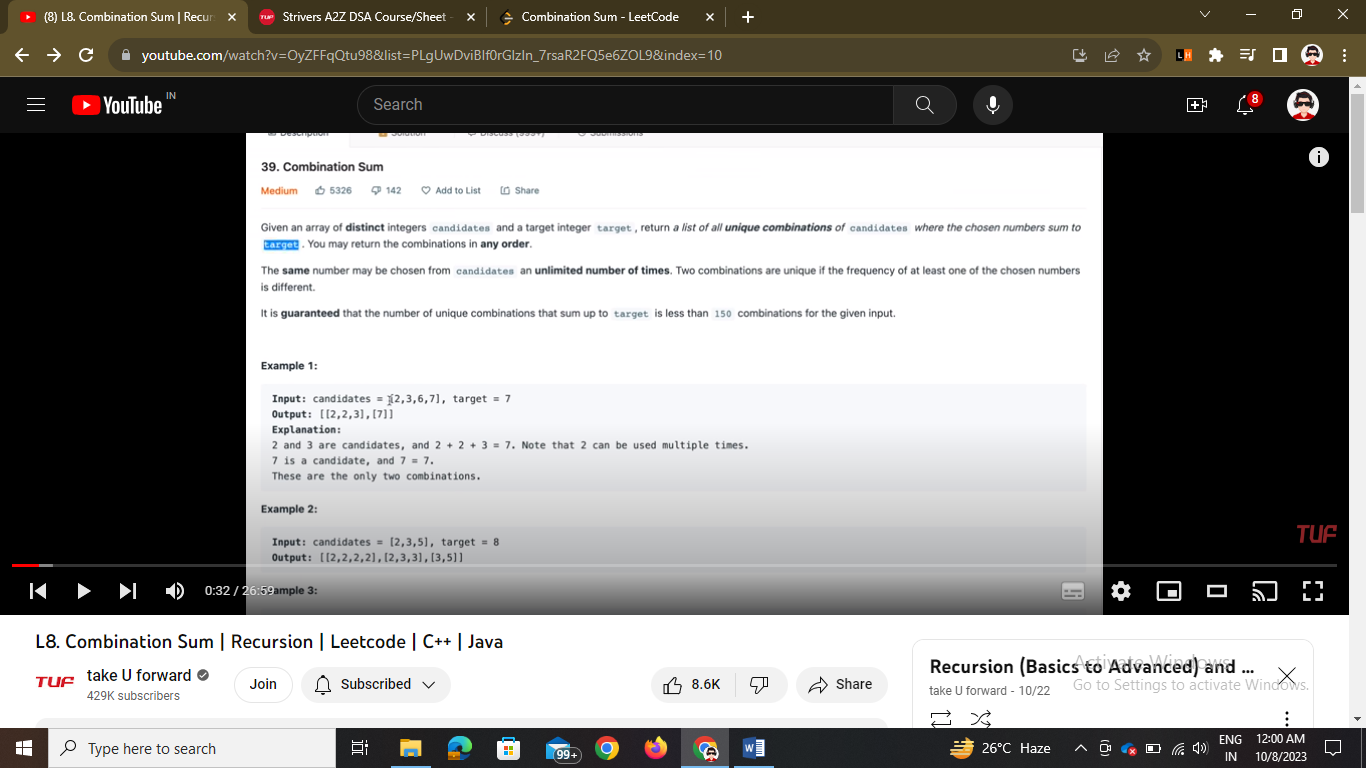 (8) L8. Combination Sum | Recur
Strivers A2Z DSA Course/Sheet -
Combination Sum - LeetCode
youtube.com/watch?v=OyZFFqQtu98&list=PLgUwDviBIf0rGlzIn_7rsaR2FQ5e6ZOL9&index=10
YouTube IN
Search
8
Description Solution Discuss (999+) Submissions
39. Combination Sum
Medium 5326 142 Add to List Share
Given an array of distinct integers candidates and a target integer target, return a list of all unique combinations of candidates where the chosen numbers sum to
target. You may return the combinations in any order.
The same number may be chosen from candidates an unlimited number of times. Two combinations are unique if the frequency of at least one of the chosen numbers
is different.
It is guaranteed that the number of unique combinations that sum up to target is less than 150 combinations for the given input.
Example 1:
Input: candidates = [2,3,6,7], target = 7
Output: [[2,2,3],[7]]
Explanation:
2 and 3 are candidates, and 2 + 2 + 3 = 7. Note that 2 can be used multiple times.
7 is a candidate, and 7 = 7.
These are the only two combinations.
Example 2:
Input: candidates = [2,3,5], target = 8
Output: [[2,2,2,2],[2,3,3],[3,5]]
TUF
0:32 / 26:59
Example 3:
L8. Combination Sum | Recursion | Leetcode | C++ | Java
TUF
take U forward
429K subscribers
Join
Subscribed
8.6K
Share
Recursion (Basics to Advanced) and ...
take U forward - 10/22
Activate Windows
Go to Settings to activate Windows.
Type here to search
99+
26°C Haze
ENG
IN
12:00 AM
10/8/2023